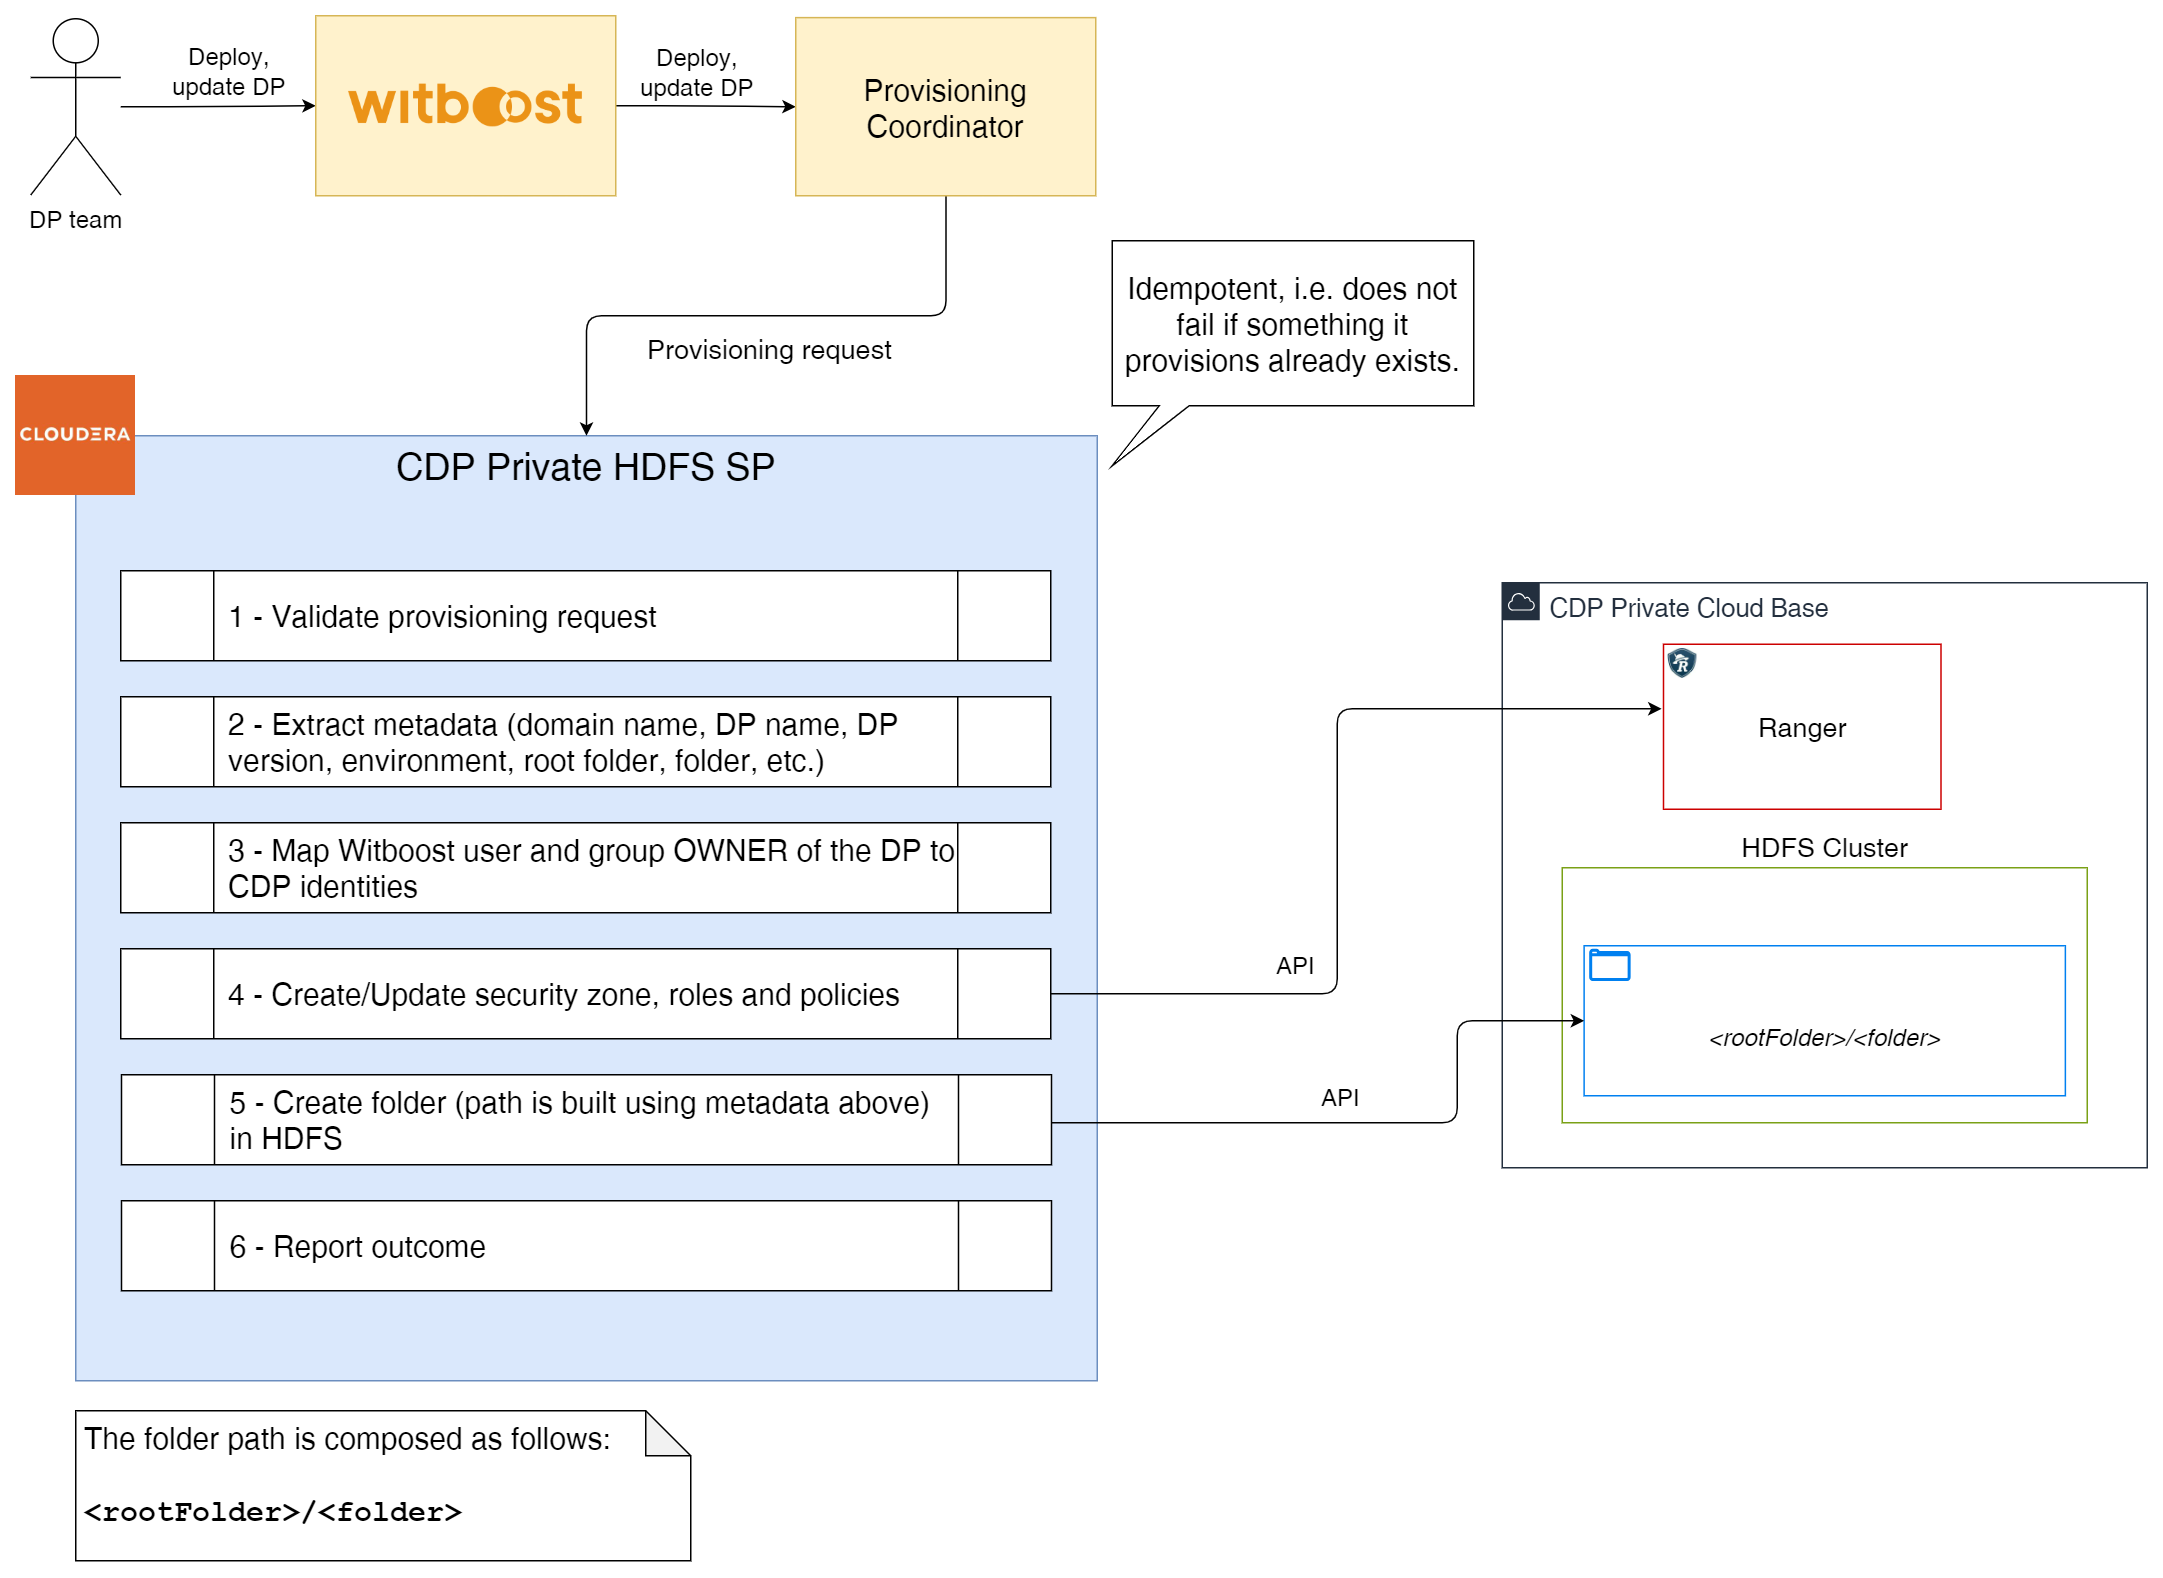 Deploy,
update DP
witboost
Deploy,
update DP
Provisioning
Coordinator
DP team
Idempotent, i.e. does not
fail if something it
provisions already exists.
Provisioning request
CLOUDERA
CDP Private HDFS SP
1 - Validate provisioning request
2 - Extract metadata (domain name, DP name, DP
version, environment, root folder, folder, etc.)
3 - Map Witboost user and group OWNER of the DP to
CDP identities
4 - Create/Update security zone, roles and policies
5 - Create folder (path is built using metadata above)
in HDFS
6 - Report outcome
API
API
CDP Private Cloud Base
R
Ranger
HDFS Cluster
<rootFolder>/<folder>
The folder path is composed as follows:
<rootFolder>/<folder>